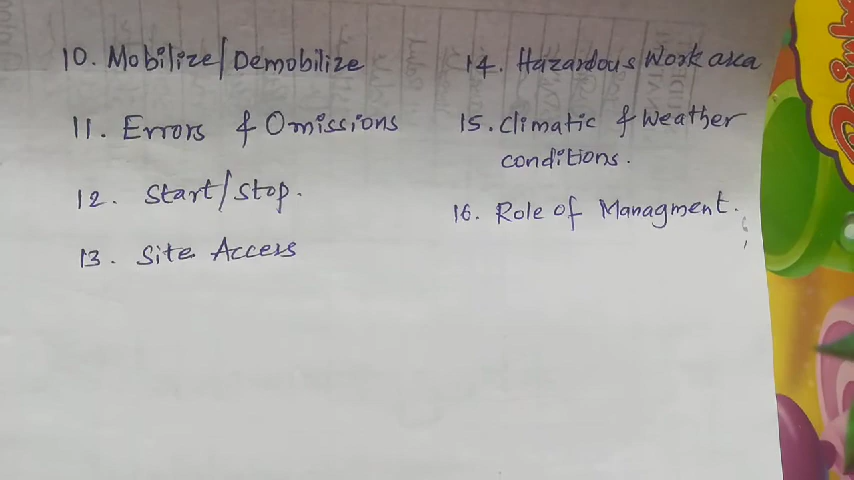 10. Mobilize/Demobilize
11. Errors & Omissions
12. Start/Stop.
13. Site Access
14. Hazardous Work area
15. Climatic & Weather
conditions.
16. Role of Managment.